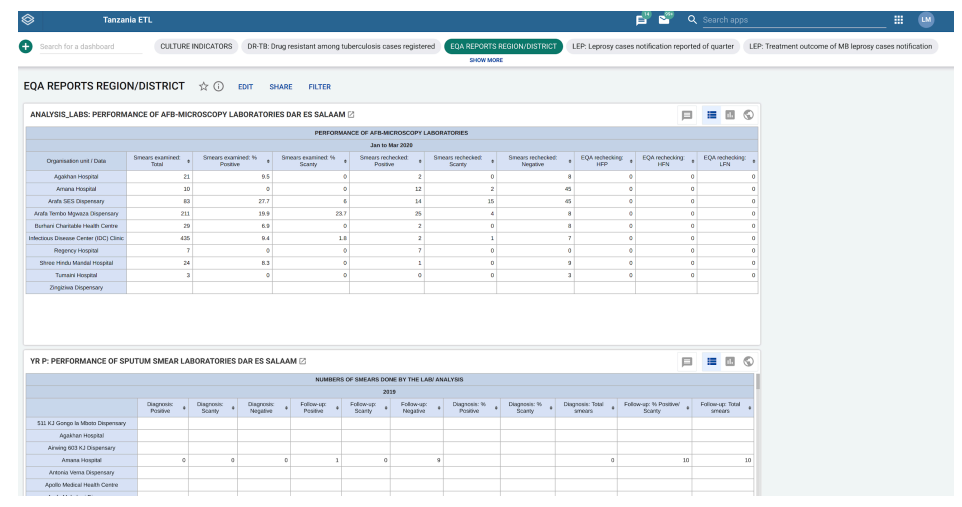 Tanzania ETL 14 99+ Search apps LM
Search for a dashboard CULTURE INDICATORS DR-TB: Drug resistant among tuberculosis cases registered EQA REPORTS REGION/DISTRICT LEP: Leprosy cases notification reported of quarter LEP: Treatment outcome of MB leprosy cases notification
SHOW MORE
EQA REPORTS REGION/DISTRICT EDIT SHARE FILTER
ANALYSIS_LABS: PERFORMANCE OF AFB-MICROSCOPY LABORATORIES DAR ES SALAAM
PERFORMANCE OF AFB-MICROSCOPY LABORATORIES
Jan to Mar 2020
Organisation unit / Data Smears examined: Total Smears examined: % Positive Smears examined: % Scanty Smears rechecked: Positive Smears rechecked: Scanty Smears rechecked: Negative EQA rechecking: HFP EQA rechecking: HFN EQA rechecking: LFN
Agakhan Hospital 21 9.5 0 2 0 8 0 0 0
Amana Hospital 10 0 0 12 2 45 0 0 0
Arafa SES Dispensary 83 27.7 6 14 15 45 0 0 0
Arafa Tembo Mgwaza Dispensary 211 19.9 23.7 25 4 8 0 0 0
Burhani Charitable Health Centre 29 6.9 0 2 0 8 0 0 0
Infectious Disease Center (IDC) Clinic 435 9.4 1.8 2 1 7 0 0 0
Regency Hospital 7 0 0 7 0 0 0 0 0
Shree Hindu Mandal Hospital 24 8.3 0 1 0 9 0 0 0
Tumaini Hospital 3 0 0 0 0 3 0 0 0
Zingiziwa Dispensary
YR P: PERFORMANCE OF SPUTUM SMEAR LABORATORIES DAR ES SALAAM
NUMBERS OF SMEARS DONE BY THE LAB/ ANALYSIS
2019
Diagnosis: Positive Diagnosis: Scanty Diagnosis: Negative Follow-up: Positive Follow-up: Scanty Follow-up: Negative Diagnosis: % Positive Diagnosis: % Scanty Diagnosis: Total smears Follow-up: % Positive/ Scanty Follow-up: Total smears
511 KJ Gongo la Mboto Dispensary
Agakhan Hospital
Airwing 603 KJ Dispensary
Amana Hospital 0 0 0 1 0 9 0 10 10
Antonia Verna Dispensary
Apollo Medical Health Centre